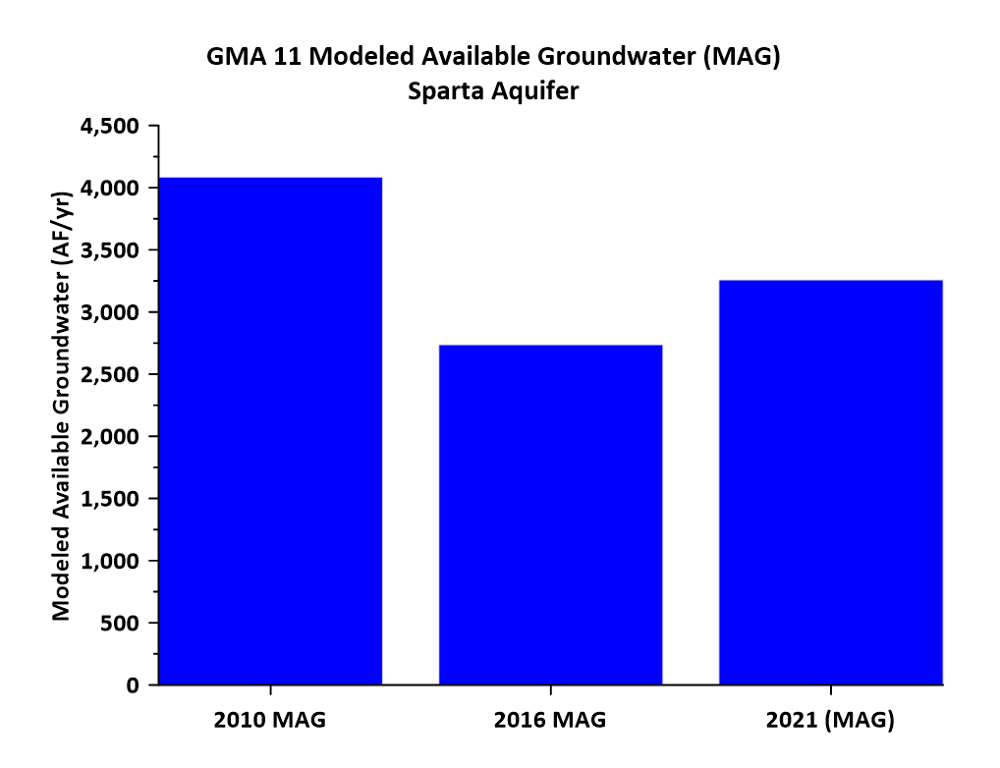 GMA 11 Modeled Available Groundwater (MAG)
Sparta Aquifer
Modeled Available Groundwater (AF/yr)
4,500
4,000
3,500
3,000
2,500
2,000
1,500
1,000
500
0
2010 MAG
2016 MAG
2021 (MAG)